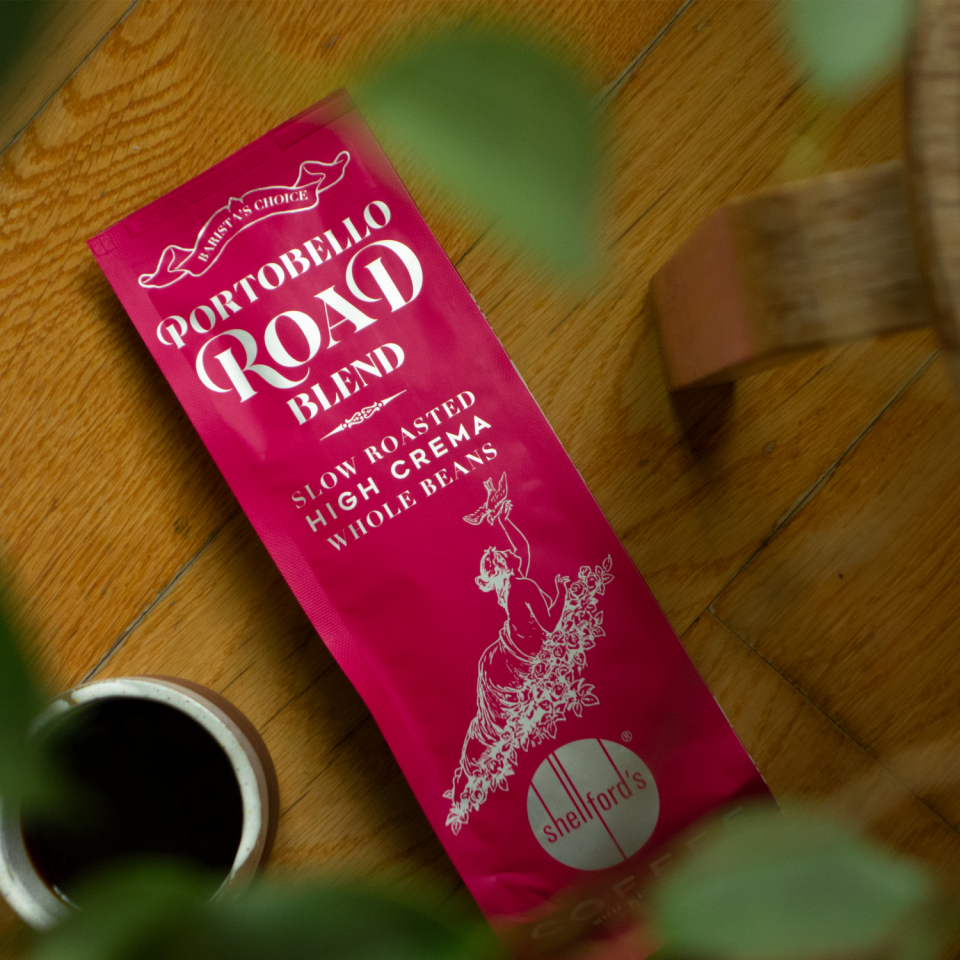 BARISTA'S CHOICE
PORTOBELLO
ROAD
BLEND
SLOW ROASTED
HIGH CREMA
WHOLE BEANS
shellford's
®